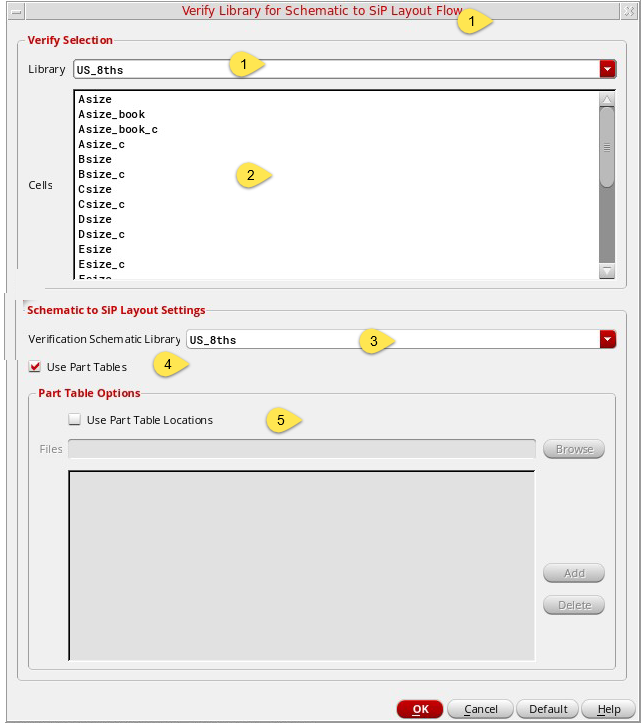 Verify Library for Schematic to SiP Layout Flow
1
Verify Selection
Library US_8ths
1
Cells
Asize
Asize_book
Asize_book_c
Asize_c
Bsize
Bsize_c
2
Csize
Csize_c
Dsize
Dsize_c
Esize
Esize_c
Schematic to SiP Layout Settings
Verification Schematic Library US_8ths
3
Use Part Tables
4
Part Table Options
Use Part Table Locations
5
Files
Browse
Add
Delete
OK Cancel Default Help